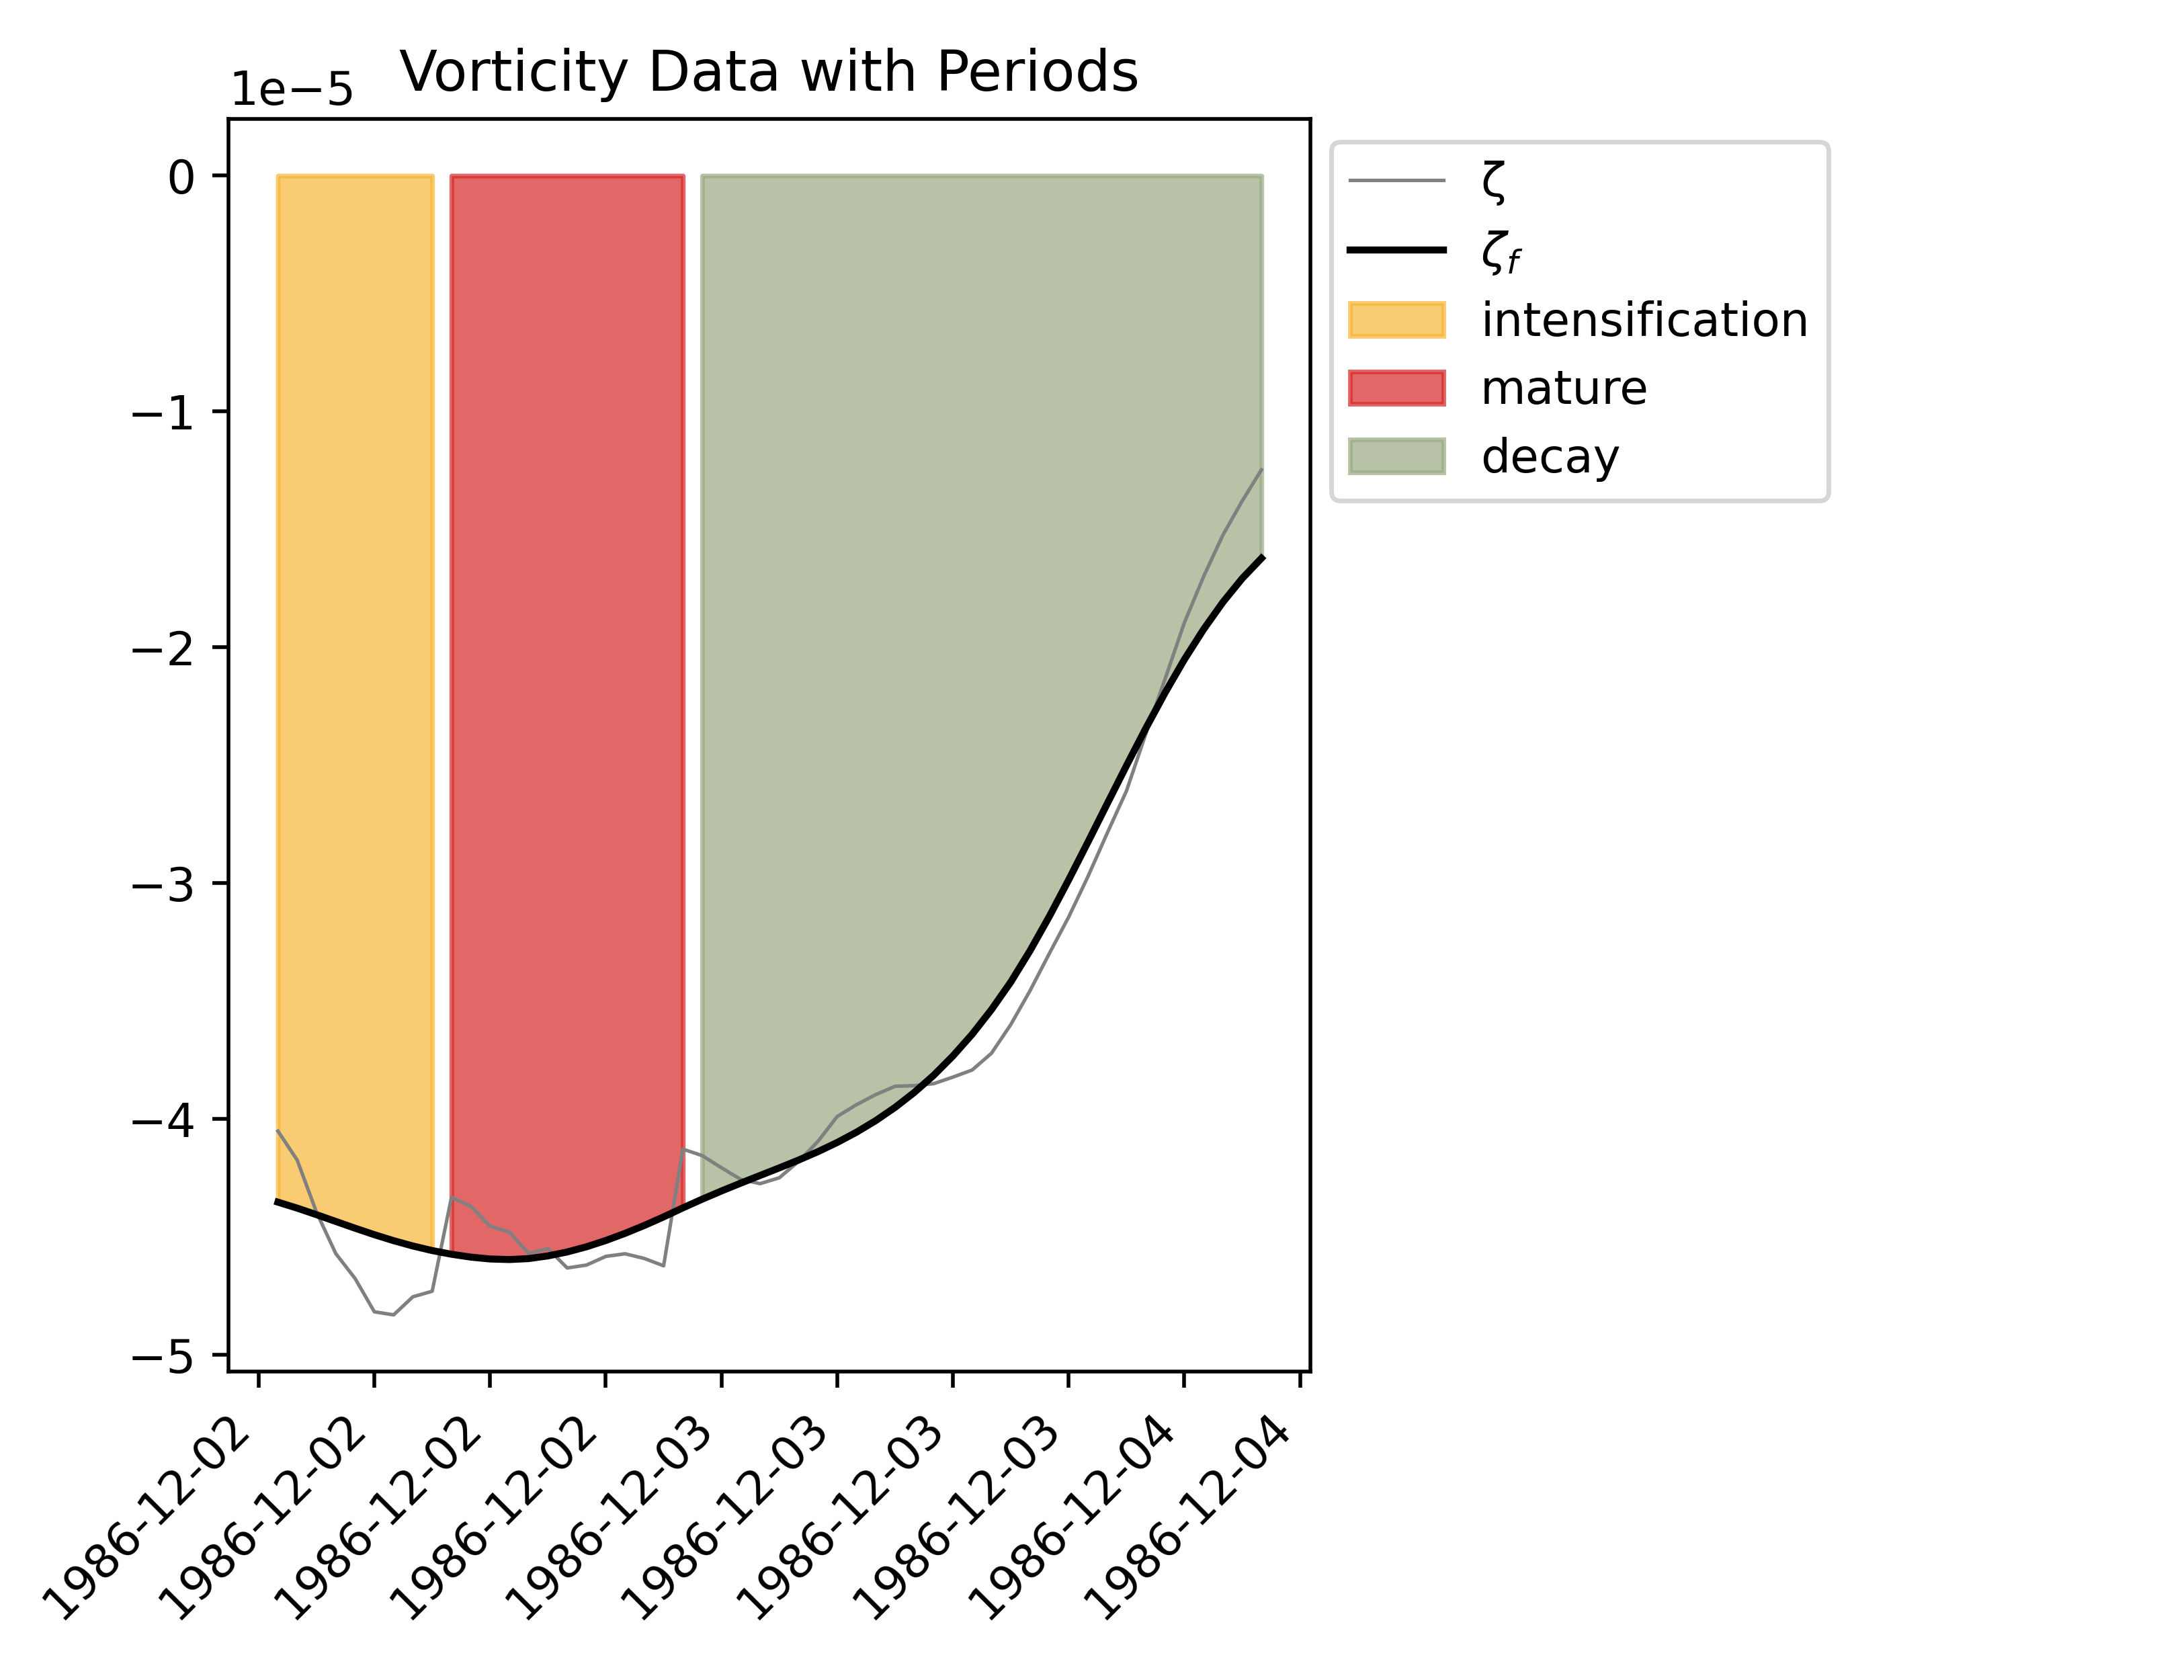 Vorticity Data with Periods
1e−5
0
−1
−2
−3
−4
−5
1986-12-02
1986-12-02
1986-12-02
1986-12-02
1986-12-03
1986-12-03
1986-12-03
1986-12-03
1986-12-04
1986-12-04
ζ
ζf
intensification
mature
decay